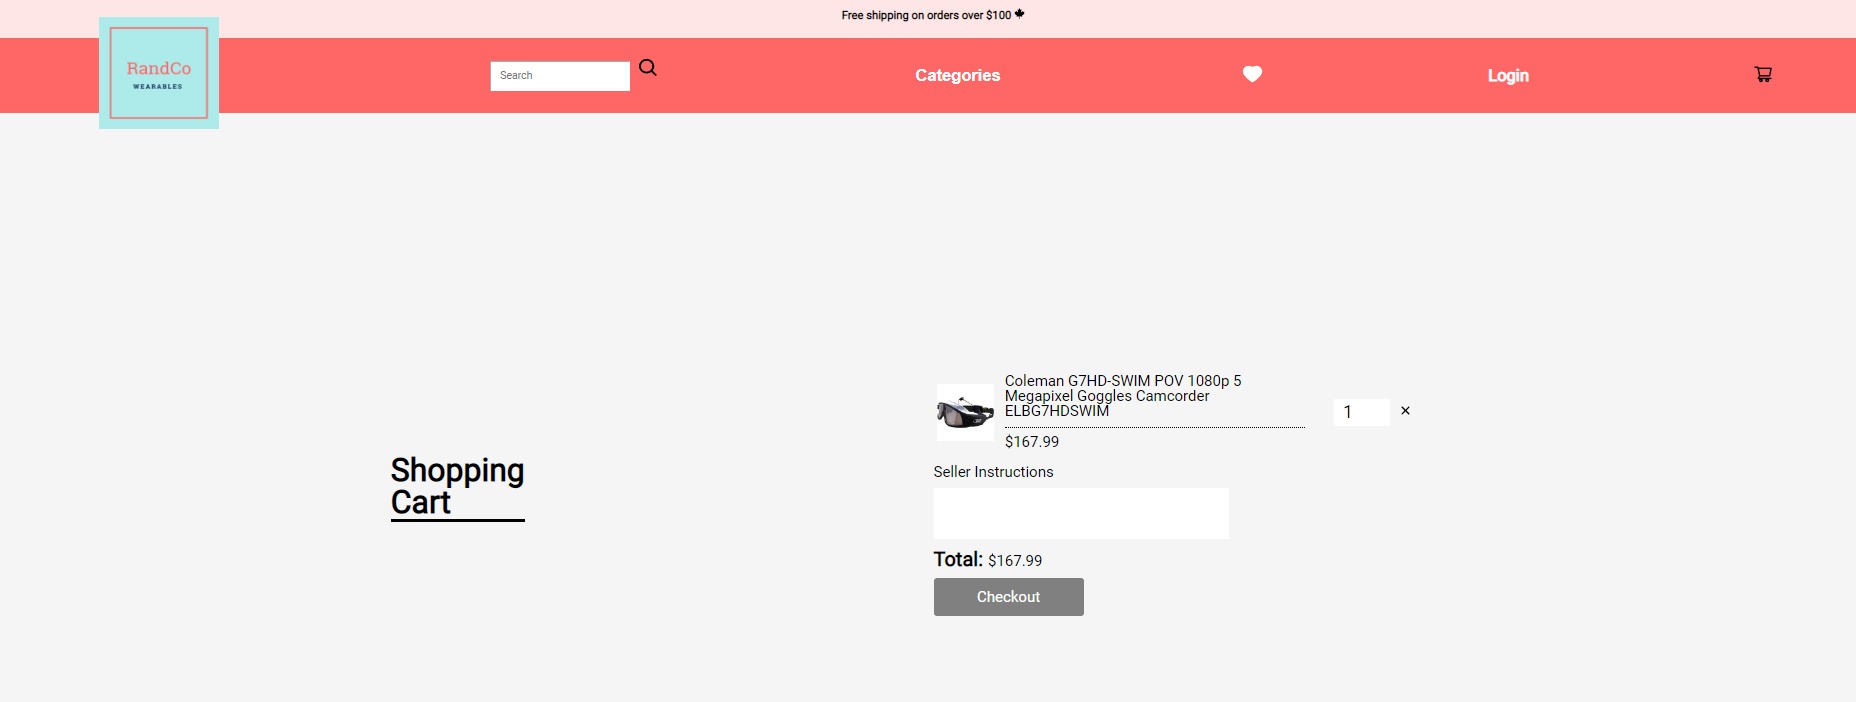 Free shipping on orders over $100
RandCo
WEARABLES
Search
Categories
Login
Shopping
Cart
Coleman G7HD-SWIM POV 1080p 5
Megapixel Goggles Camcorder
ELBG7HDSWIM
1 ×
$167.99
Seller Instructions
Total: $167.99
Checkout